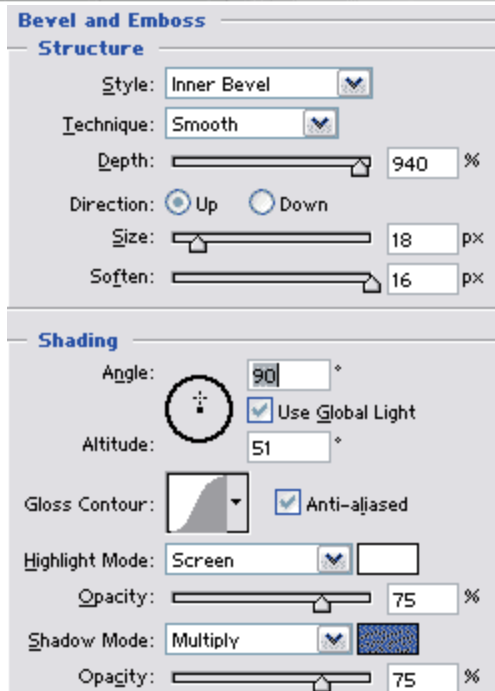 Bevel and Emboss
Structure
Style: Inner Bevel
Technique: Smooth
Depth: 940 %
Direction: Up Down
Size: 18 px
Soften: 16 px
Shading
Angle: 90 °
Use Global Light
Altitude: 51 °
Gloss Contour: Anti-aliased
Highlight Mode: Screen
Opacity: 75 %
Shadow Mode: Multiply
Opacity: 75 %